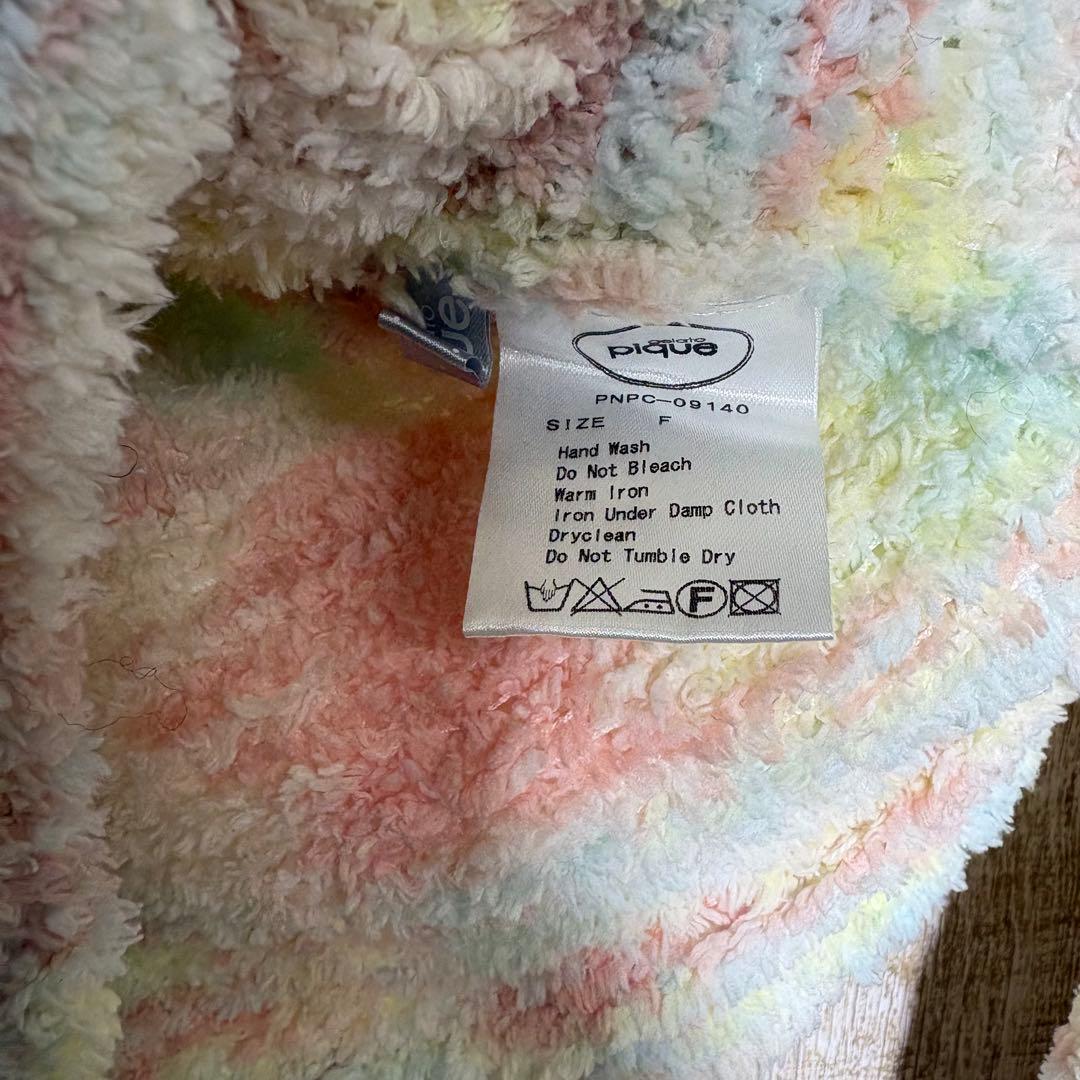 gelato
pique
PNPC-09140
SIZE F
Hand Wash
Do Not Bleach
Warm Iron
Iron Under Damp Cloth
Dryclean
Do Not Tumble Dry
F